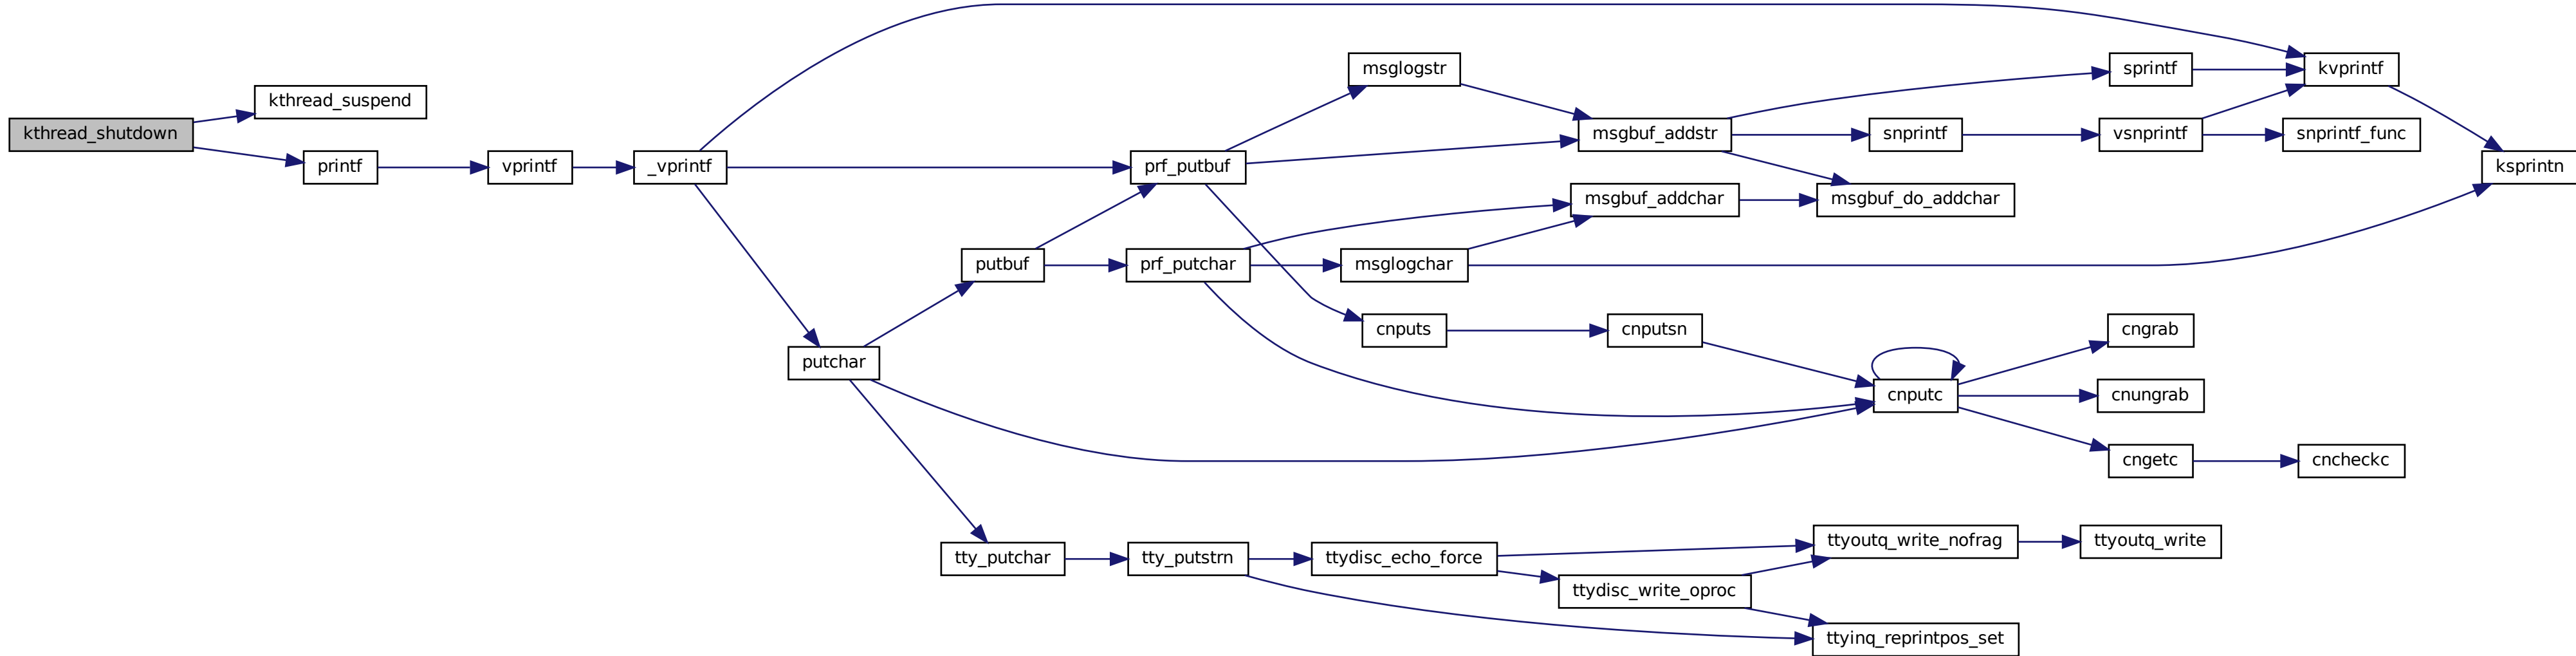 kthread_shutdown
kthread_suspend
printf
vprintf
_vprintf
putchar
putbuf
tty_putchar
prf_putbuf
prf_putchar
tty_putstrn
msglogstr
msglogchar
cnputs
ttydisc_echo_force
msgbuf_addstr
msgbuf_addchar
cnputsn
ttydisc_write_oproc
snprintf
msgbuf_do_addchar
cnputc
ttyoutq_write_nofrag
ttyinq_reprintpos_set
sprintf
vsnprintf
cngrab
cnungrab
cngetc
ttyoutq_write
kvprintf
snprintf_func
cncheckc
ksprintn